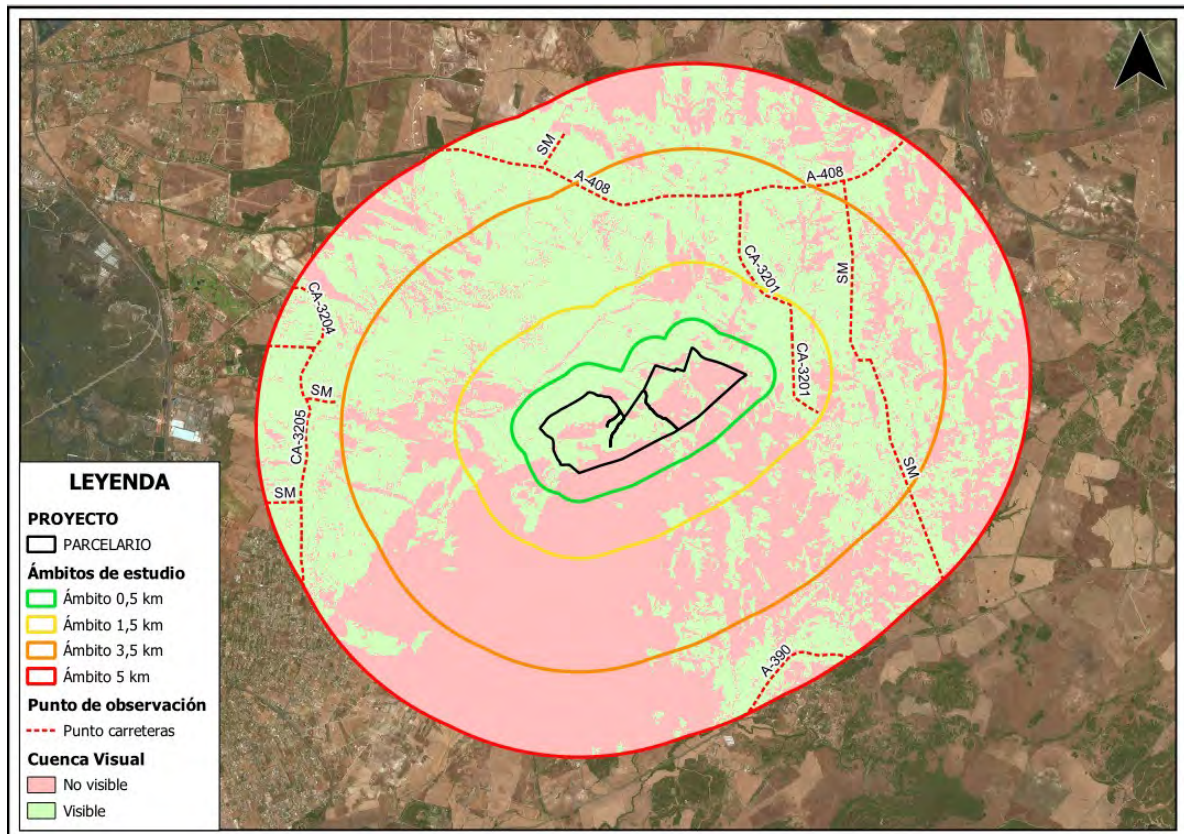 SM
A-408
A-408
CA-3201
SM
CA-3204
CA-3201
SM
CA-3205
SM
SM
A-390
LEYENDA
PROYECTO
PARCELARIO
Ámbitos de estudio
Ámbito 0,5 km
Ámbito 1,5 km
Ámbito 3,5 km
Ámbito 5 km
Punto de observación
Punto carreteras
Cuenca Visual
No visible
Visible